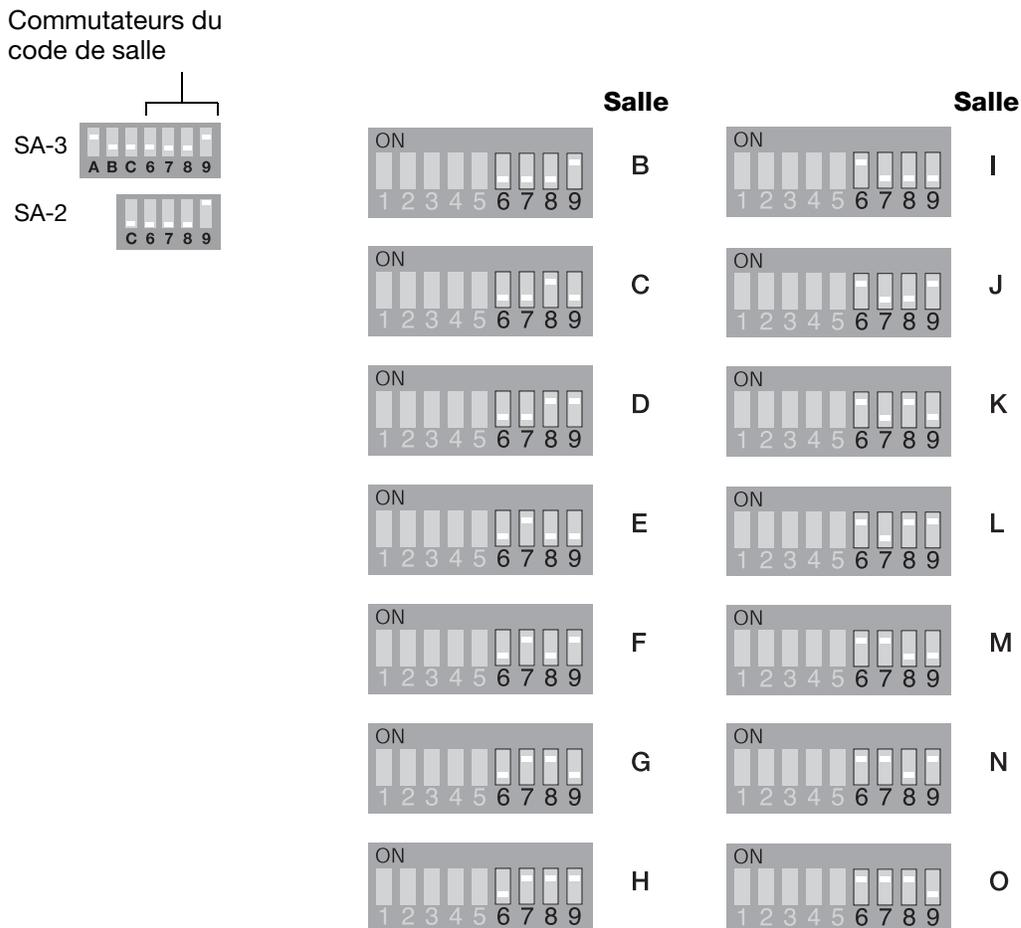 Commutateurs du
code de salle
SA-3
A B C 6 7 8 9
SA-2
C 6 7 8 9
Salle
ON
1 2 3 4 5 6 7 8 9
B
ON
1 2 3 4 5 6 7 8 9
C
ON
1 2 3 4 5 6 7 8 9
D
ON
1 2 3 4 5 6 7 8 9
E
ON
1 2 3 4 5 6 7 8 9
F
ON
1 2 3 4 5 6 7 8 9
G
ON
1 2 3 4 5 6 7 8 9
H
Salle
ON
1 2 3 4 5 6 7 8 9
I
ON
1 2 3 4 5 6 7 8 9
J
ON
1 2 3 4 5 6 7 8 9
K
ON
1 2 3 4 5 6 7 8 9
L
ON
1 2 3 4 5 6 7 8 9
M
ON
1 2 3 4 5 6 7 8 9
N
ON
1 2 3 4 5 6 7 8 9
O